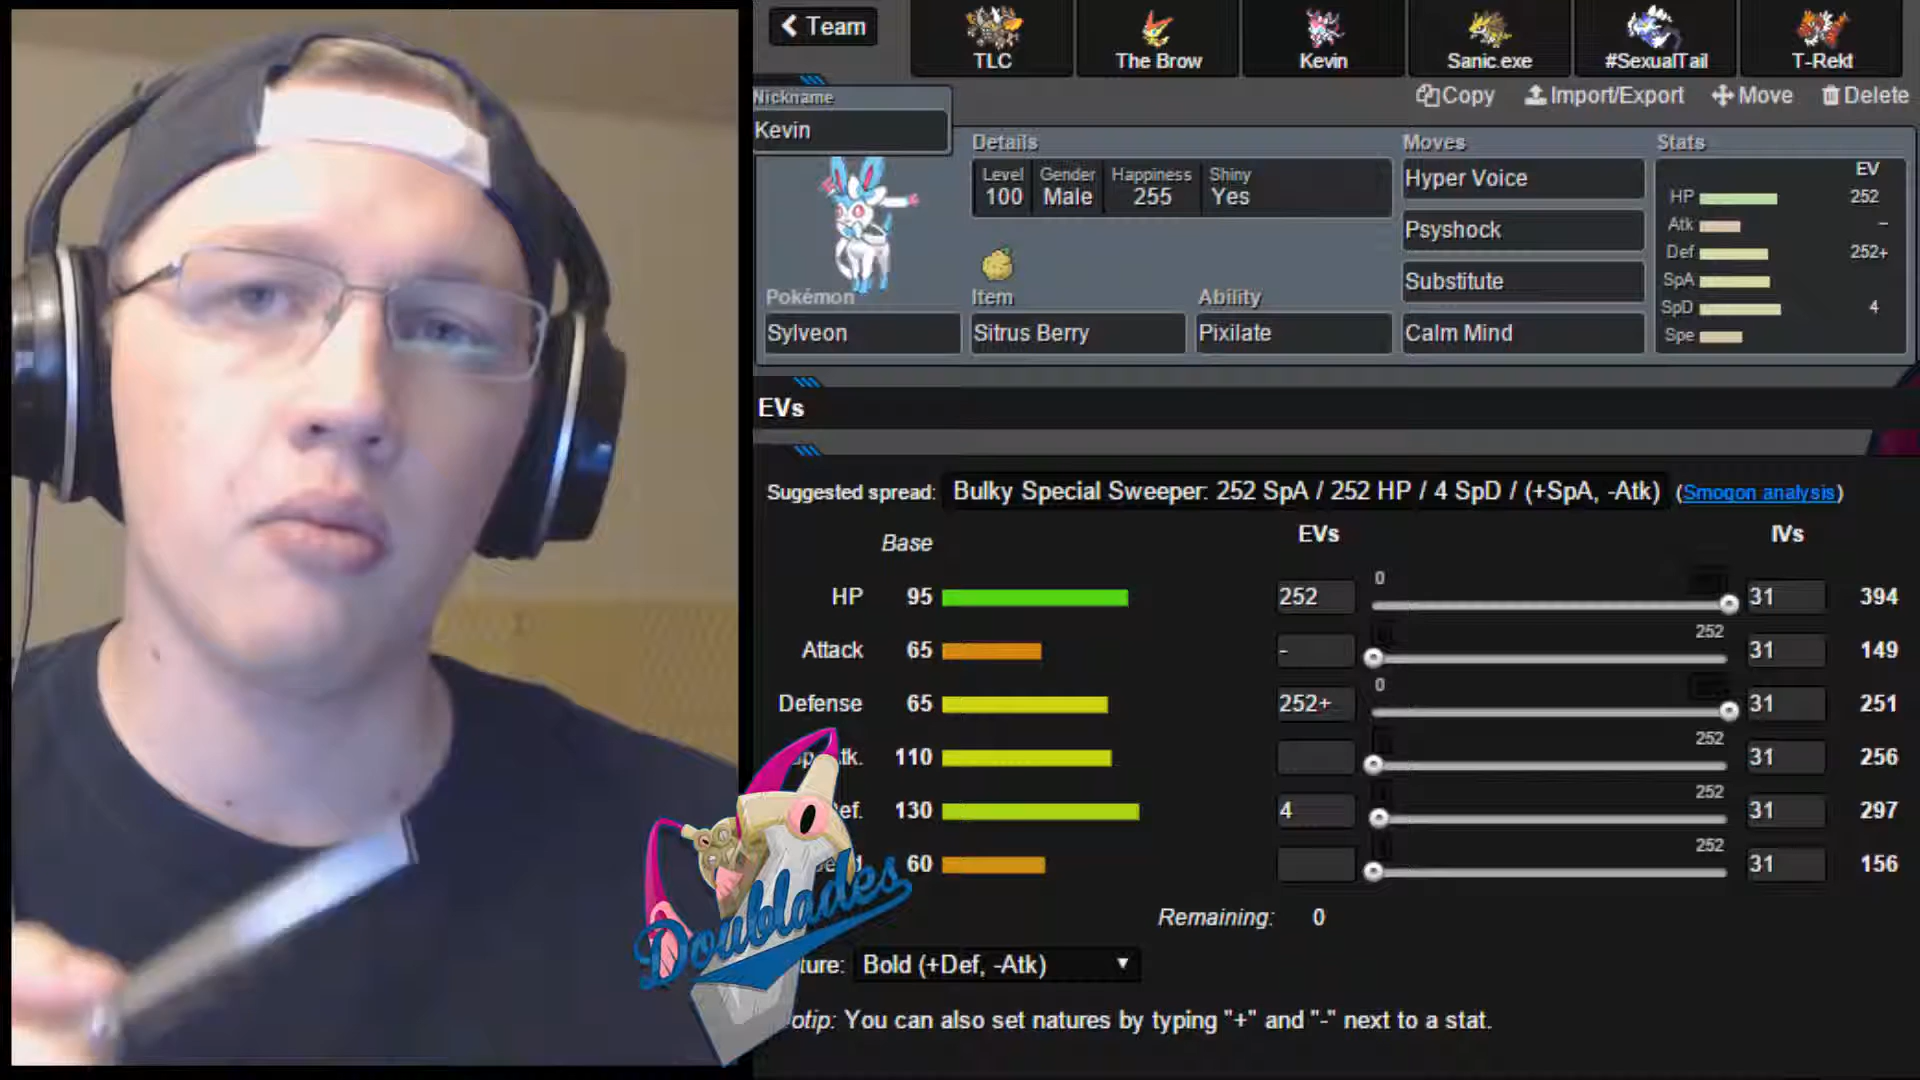 Team
TLC
The Brow
Kevin
Sanic.exe
#SexualTail
T-Rekt
Copy Import/Export Move Delete
Nickname
Kevin
Details
Level Gender Happiness Shiny
100 Male 255 Yes
Pokémon
Sylveon
Item
Sitrus Berry
Ability
Pixilate
Moves
Hyper Voice
Psyshock
Substitute
Calm Mind
Stats
EV
HP 252
Atk –
Def 252+
SpA
SpD 4
Spe
EVs
Suggested spread: Bulky Special Sweeper: 252 SpA / 252 HP / 4 SpD / (+SpA, -Atk) (Smogon analysis)
Base EVs IVs
HP 95 252 0 31 394
Attack 65 - 252 31 149
Defense 65 252+ 0 31 251
tk. 110 252 31 256
ef. 130 4 252 31 297
60 252 31 156
Remaining: 0
Doublades
ture: Bold (+Def, -Atk)
otip: You can also set natures by typing "+" and "-" next to a stat.